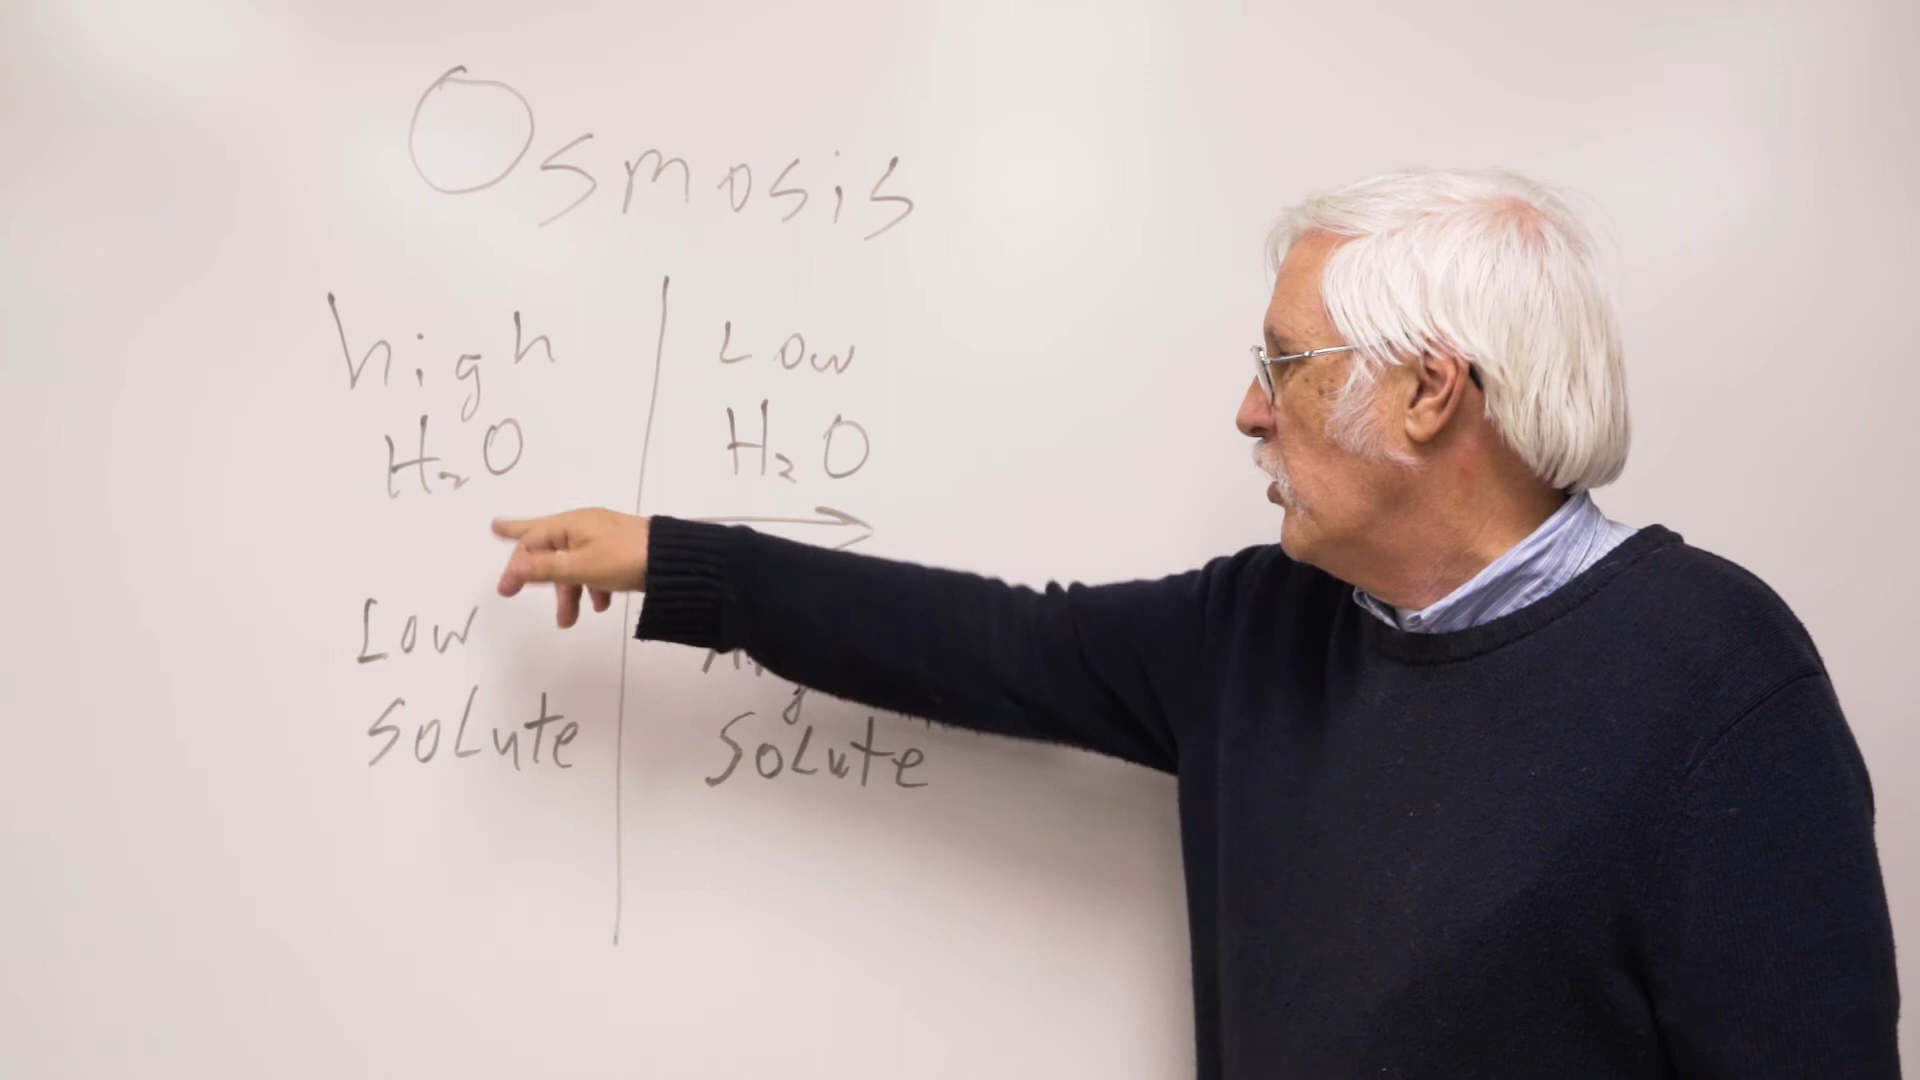 Osmosis
high
H₂O
Low
H₂O
Low
Solute
Solute